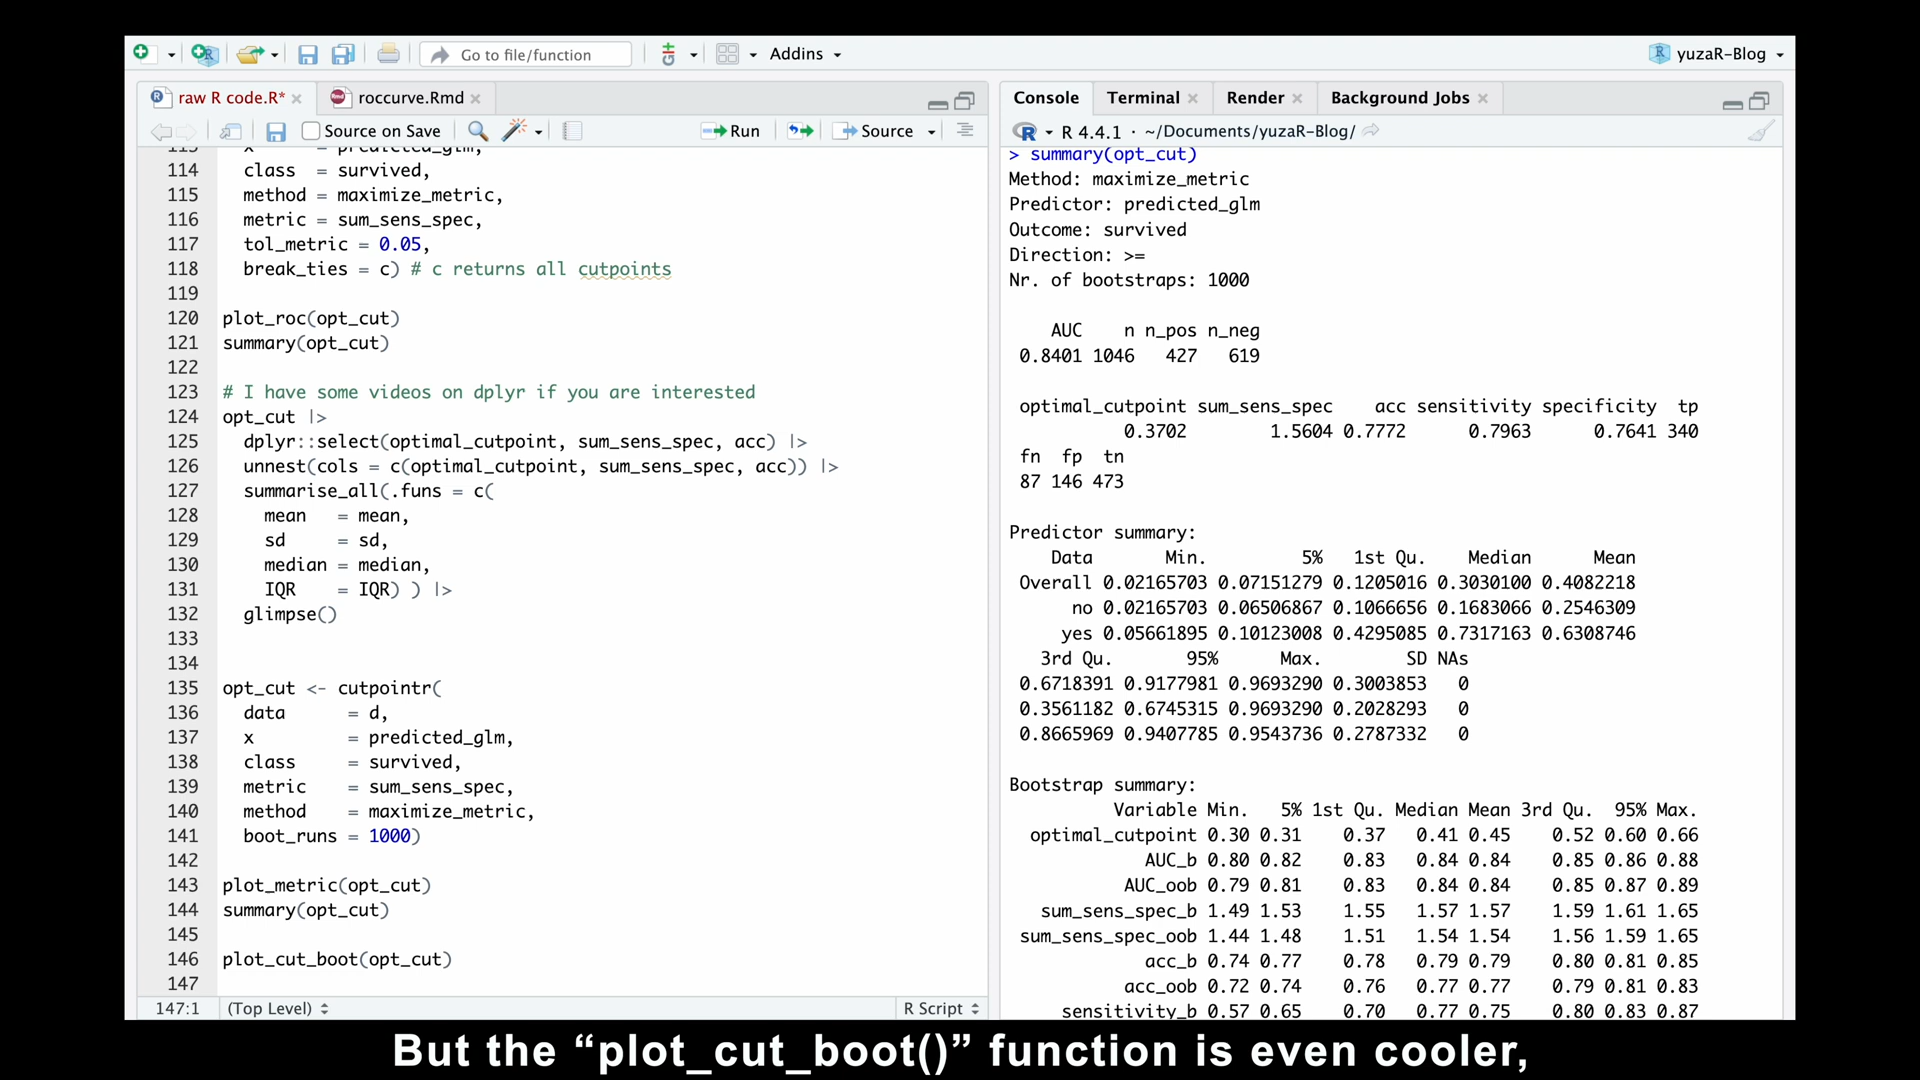 Go to file/function
Addins
yuzaR-Blog
raw R code.R*
roccurve.Rmd
Source on Save
Run
Source
113 x = predicted_glm,
114 class = survived,
115 method = maximize_metric,
116 metric = sum_sens_spec,
117 tol_metric = 0.05,
118 break_ties = c) # c returns all cutpoints
119
120 plot_roc(opt_cut)
121 summary(opt_cut)
122
123 # I have some videos on dplyr if you are interested
124 opt_cut |>
125 dplyr::select(optimal_cutpoint, sum_sens_spec, acc) |>
126 unnest(cols = c(optimal_cutpoint, sum_sens_spec, acc)) |>
127 summarise_all(.funs = c(
128 mean = mean,
129 sd = sd,
130 median = median,
131 IQR = IQR) ) |>
132 glimpse()
133
134
135 opt_cut <- cutpointr(
136 data = d,
137 x = predicted_glm,
138 class = survived,
139 metric = sum_sens_spec,
140 method = maximize_metric,
141 boot_runs = 1000)
142
143 plot_metric(opt_cut)
144 summary(opt_cut)
145
146 plot_cut_boot(opt_cut)
147
147:1 (Top Level) R Script
Console Terminal Render Background Jobs
R 4.4.1 · ~/Documents/yuzaR-Blog/
> summary(opt_cut)
Method: maximize_metric
Predictor: predicted_glm
Outcome: survived
Direction: >=
Nr. of bootstraps: 1000
AUC n n_pos n_neg
0.8401 1046 427 619
optimal_cutpoint sum_sens_spec acc sensitivity specificity tp
0.3702 1.5604 0.7772 0.7963 0.7641 340
fn fp tn
87 146 473
Predictor summary:
Data Min. 5% 1st Qu. Median Mean
Overall 0.02165703 0.07151279 0.1205016 0.3030100 0.4082218
no 0.02165703 0.06506867 0.1066656 0.1683066 0.2546309
yes 0.05661895 0.10123008 0.4295085 0.7317163 0.6308746
3rd Qu. 95% Max. SD NAs
0.6718391 0.9177981 0.9693290 0.3003853 0
0.3561182 0.6745315 0.9693290 0.2028293 0
0.8665969 0.9407785 0.9543736 0.2787332 0
Bootstrap summary:
Variable Min. 5% 1st Qu. Median Mean 3rd Qu. 95% Max.
optimal_cutpoint 0.30 0.31 0.37 0.41 0.45 0.52 0.60 0.66
AUC_b 0.80 0.82 0.83 0.84 0.84 0.85 0.86 0.88
AUC_oob 0.79 0.81 0.83 0.84 0.84 0.85 0.87 0.89
sum_sens_spec_b 1.49 1.53 1.55 1.57 1.57 1.59 1.61 1.65
sum_sens_spec_oob 1.44 1.48 1.51 1.54 1.54 1.56 1.59 1.65
acc_b 0.74 0.77 0.78 0.79 0.79 0.80 0.81 0.85
acc_oob 0.72 0.74 0.76 0.77 0.77 0.79 0.81 0.83
sensitivity_b 0.57 0.65 0.70 0.77 0.75 0.80 0.83 0.87
But the “plot_cut_boot()” function is even cooler,